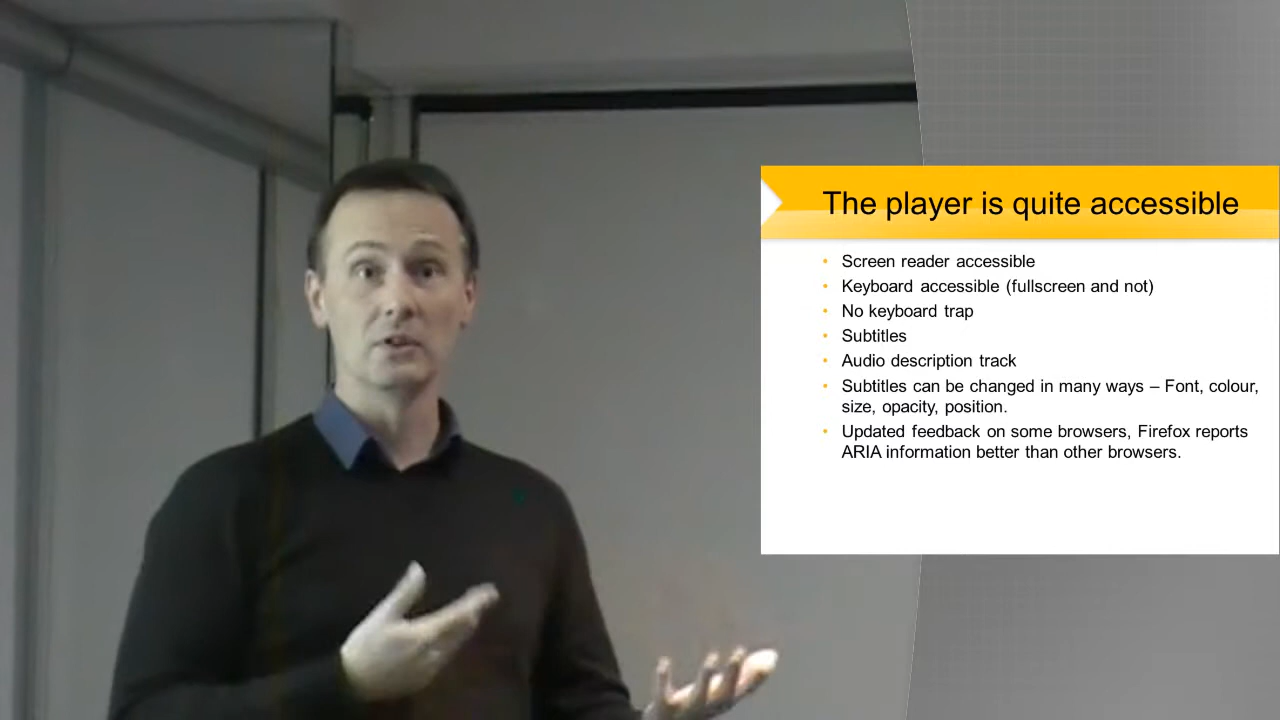 The player is quite accessible
• Screen reader accessible
• Keyboard accessible (fullscreen and not)
• No keyboard trap
• Subtitles
• Audio description track
• Subtitles can be changed in many ways – Font, colour,
size, opacity, position.
• Updated feedback on some browsers, Firefox reports
ARIA information better than other browsers.